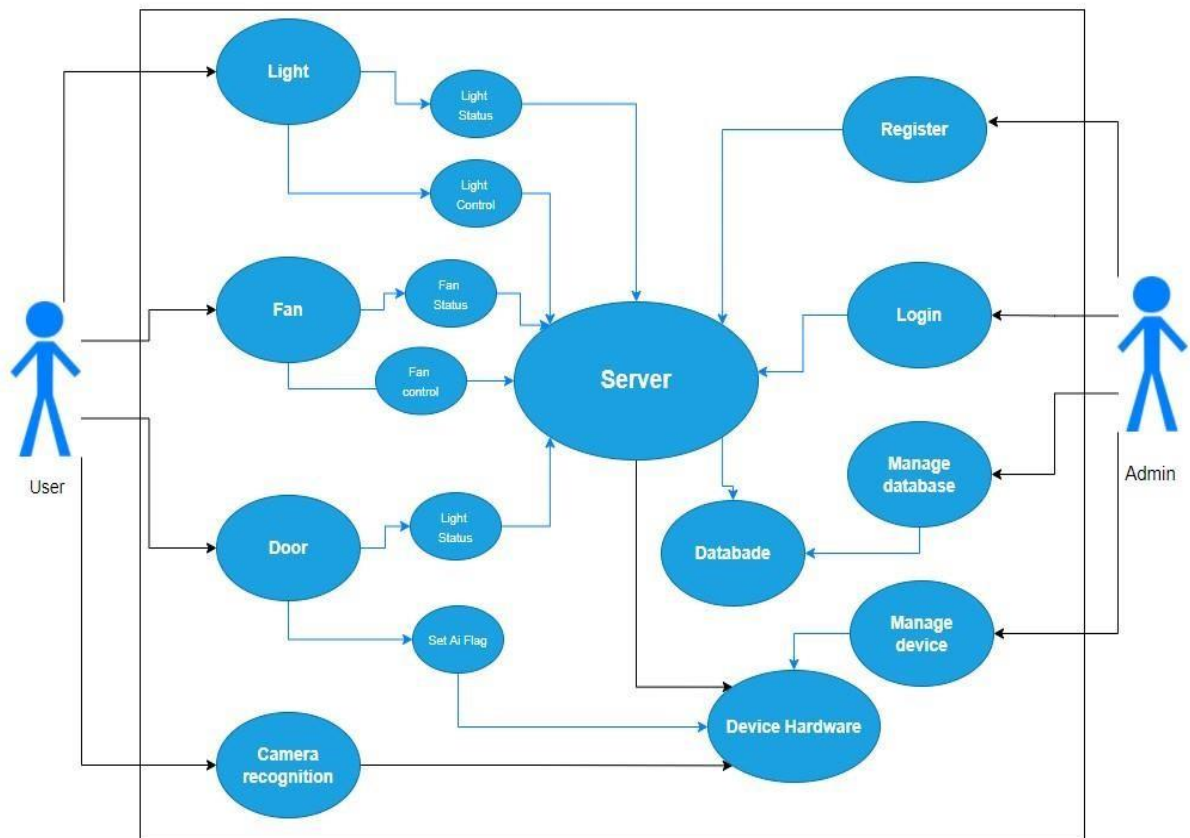 Light
Light
Status
Register
Light
Control
Fan
Fan
Status
Login
Server
Fan
control
User
Manage
database
Admin
Door
Light
Status
Databade
Set Ai Flag
Manage
device
Device Hardware
Camera
recognition